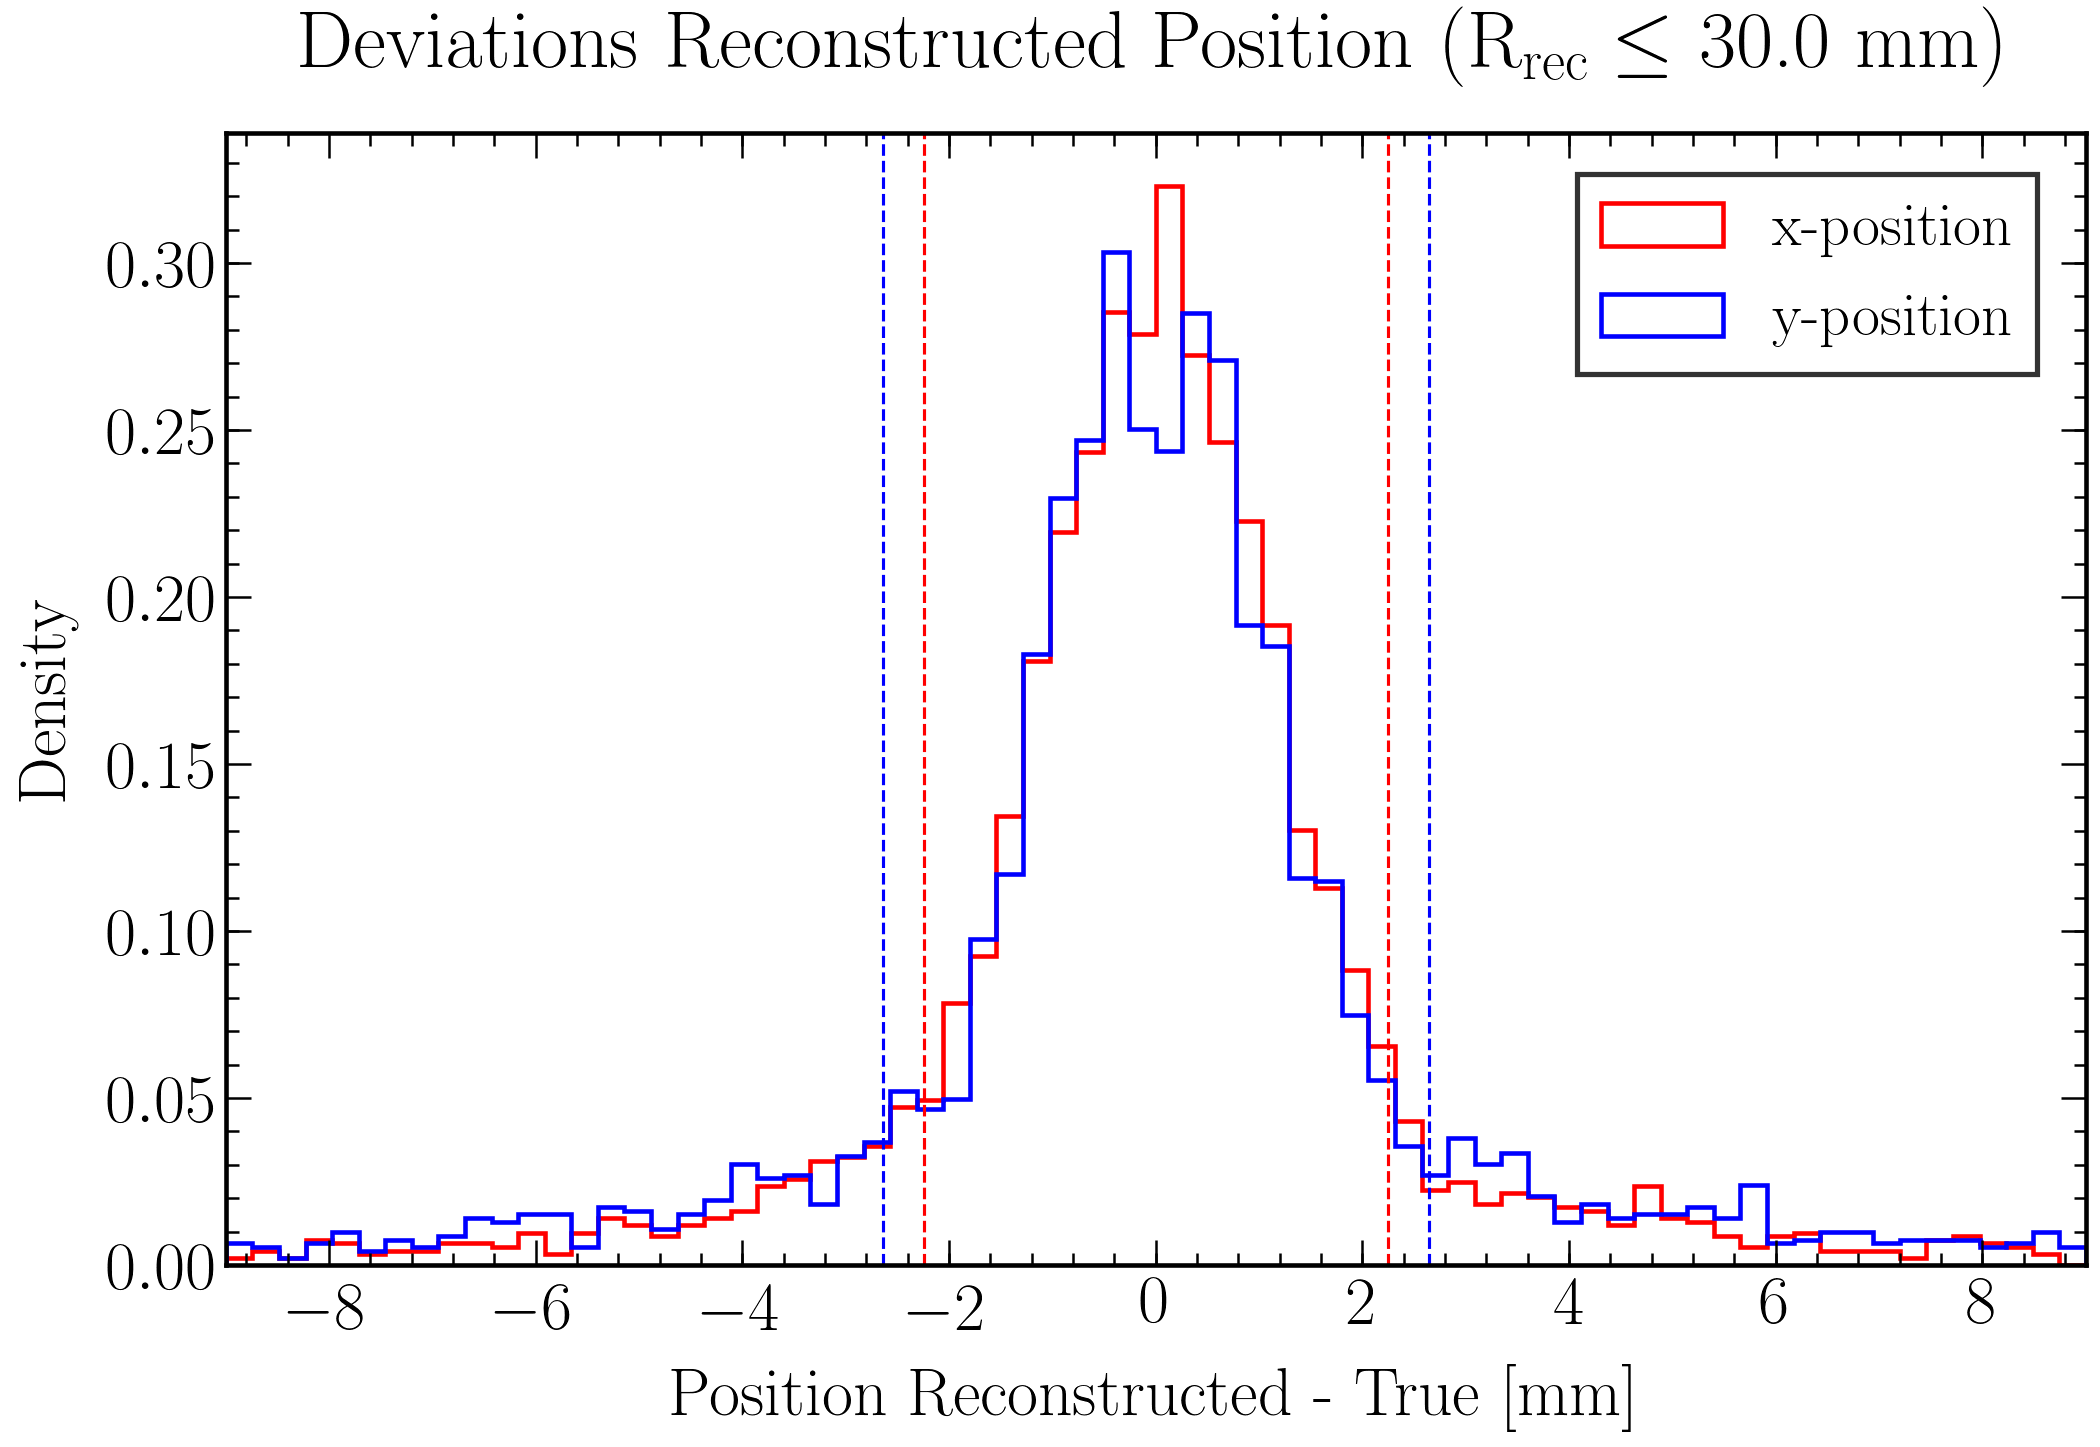 Deviations Reconstructed Position (R_rec ≤ 30.0 mm)
x-position
y-position
Density
0.30
0.25
0.20
0.15
0.10
0.05
0.00
−8 −6 −4 −2 0 2 4 6 8
Position Reconstructed - True [mm]